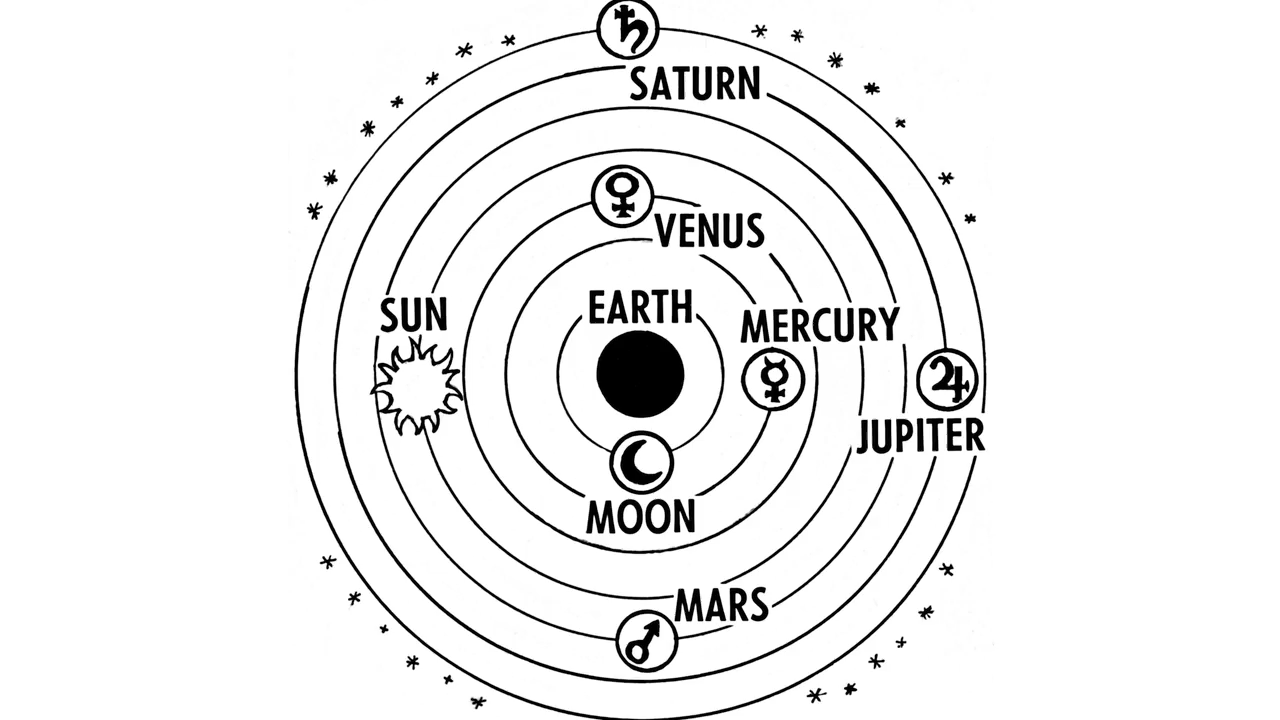 SATURN
VENUS
EARTH
SUN
MERCURY
JUPITER
MOON
MARS